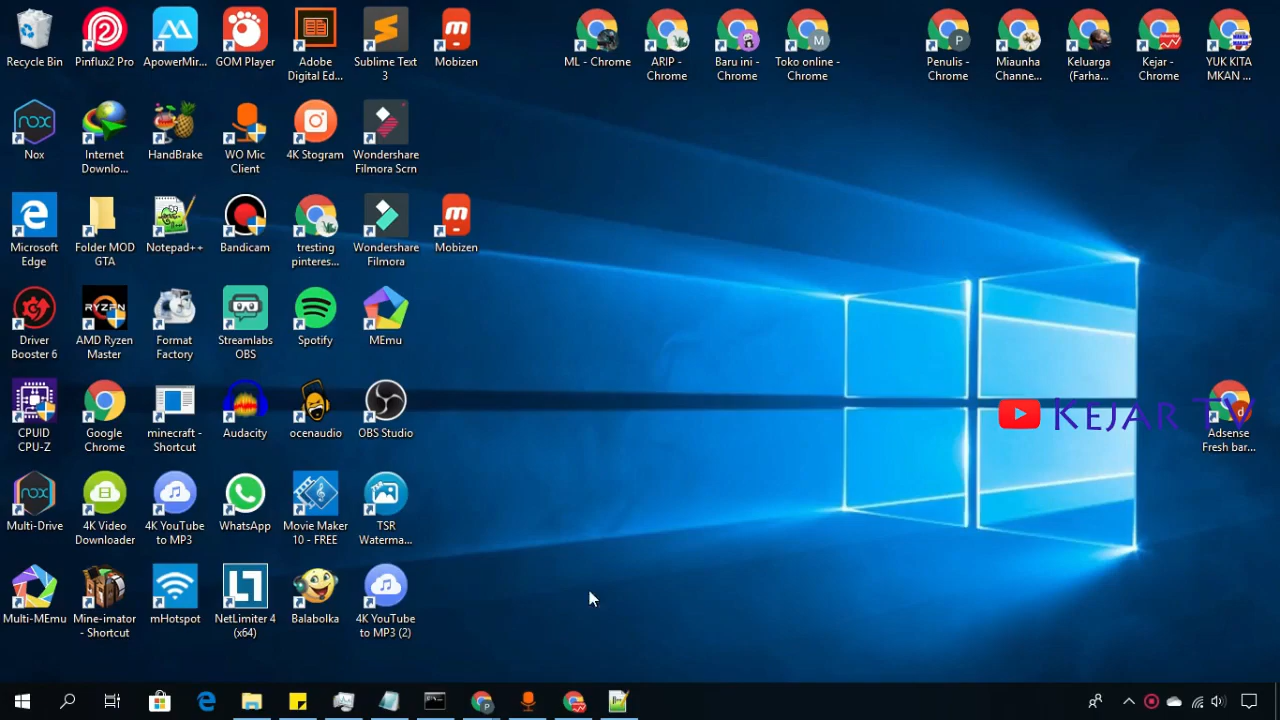 Recycle Bin
Pinflux2 Pro
ApowerMir...
GOM Player
Adobe
Digital Ed...
Sublime Text
3
Mobizen
ML - Chrome
ARIP -
Chrome
Baru ini -
Chrome
Toko online -
Chrome
Penulis -
Chrome
Miaunha
Channe...
Keluarga
(Farha...
Kejar -
Chrome
YUK KITA
MKAN ...
Nox
Internet
Downlo...
HandBrake
WO Mic
Client
4K Stogram
Wondershare
Filmora Scrn
Microsoft
Edge
Folder MOD
GTA
Notepad++
Bandicam
tresting
pinteres...
Wondershare
Filmora
Mobizen
Driver
Booster 6
AMD Ryzen
Master
Format
Factory
Streamlabs
OBS
Spotify
MEmu
CPUID
CPU-Z
Google
Chrome
minecraft -
Shortcut
Audacity
ocenaudio
OBS Studio
KEJAR TV
Adsense
Fresh bar...
Multi-Drive
4K Video
Downloader
4K YouTube
to MP3
WhatsApp
Movie Maker
10 - FREE
TSR
Waterma...
Multi-MEmu
Mine-imator
- Shortcut
mHotspot
NetLimiter 4
(x64)
Balabolka
4K YouTube
to MP3 (2)